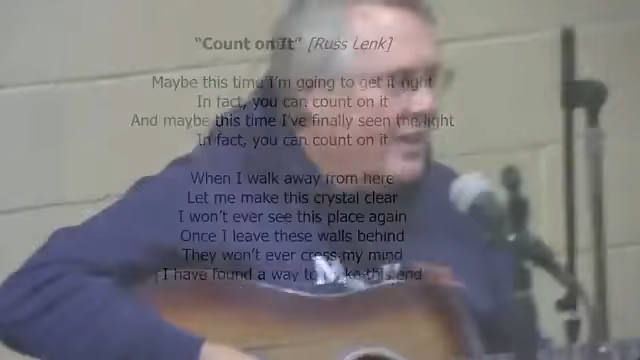 "Count on It" [Russ Lenk]
Maybe this time I'm going to get it right
In fact, you can count on it
And maybe this time I've finally seen the light
In fact, you can count on it
When I walk away from here
Let me make this crystal clear
I won't ever see this place again
Once I leave these walls behind
They won't ever cross my mind
I have found a way to make this end